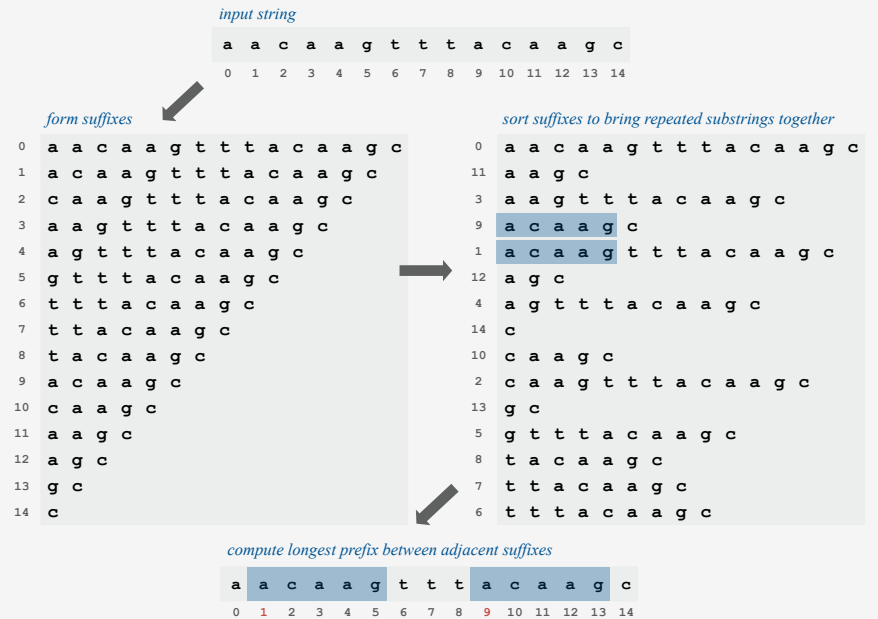 input string
a a c a a g t t t a c a a g c
0 1 2 3 4 5 6 7 8 9 10 11 12 13 14
form suffixes
0 a a c a a g t t t a c a a g c
1 a c a a g t t t a c a a g c
2 c a a g t t t a c a a g c
3 a a g t t t a c a a g c
4 a g t t t a c a a g c
5 g t t t a c a a g c
6 t t t a c a a g c
7 t t a c a a g c
8 t a c a a g c
9 a c a a g c
10 c a a g c
11 a a g c
12 a g c
13 g c
14 c
sort suffixes to bring repeated substrings together
0 a a c a a g t t t a c a a g c
11 a a g c
3 a a g t t t a c a a g c
9 a c a a g c
1 a c a a g t t t a c a a g c
12 a g c
4 a g t t t a c a a g c
14 c
10 c a a g c
2 c a a g t t t a c a a g c
13 g c
5 g t t t a c a a g c
8 t a c a a g c
7 t t a c a a g c
6 t t t a c a a g c
compute longest prefix between adjacent suffixes
a a c a a g t t t a c a a g c
0 1 2 3 4 5 6 7 8 9 10 11 12 13 14